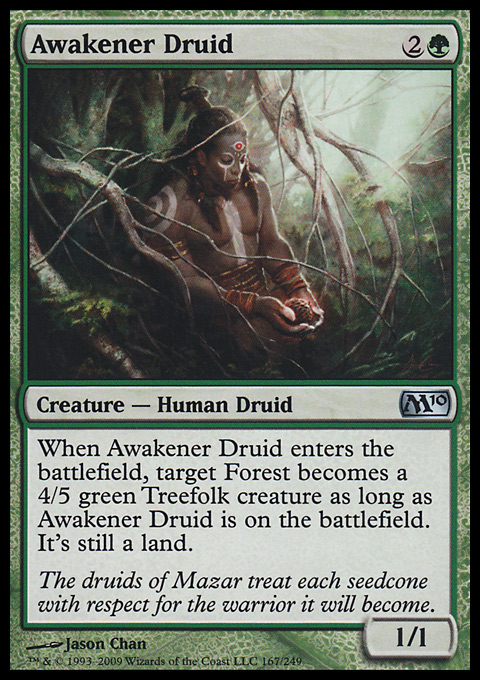 Awakener Druid 2
Creature — Human Druid M10
When Awakener Druid enters the
battlefield, target Forest becomes a
4/5 green Treefolk creature as long as
Awakener Druid is on the battlefield.
It's still a land.
The druids of Mazar treat each seedcone
with respect for the warrior it will become.
Jason Chan
1/1
™ & © 1993–2009 Wizards of the Coast LLC 167/249